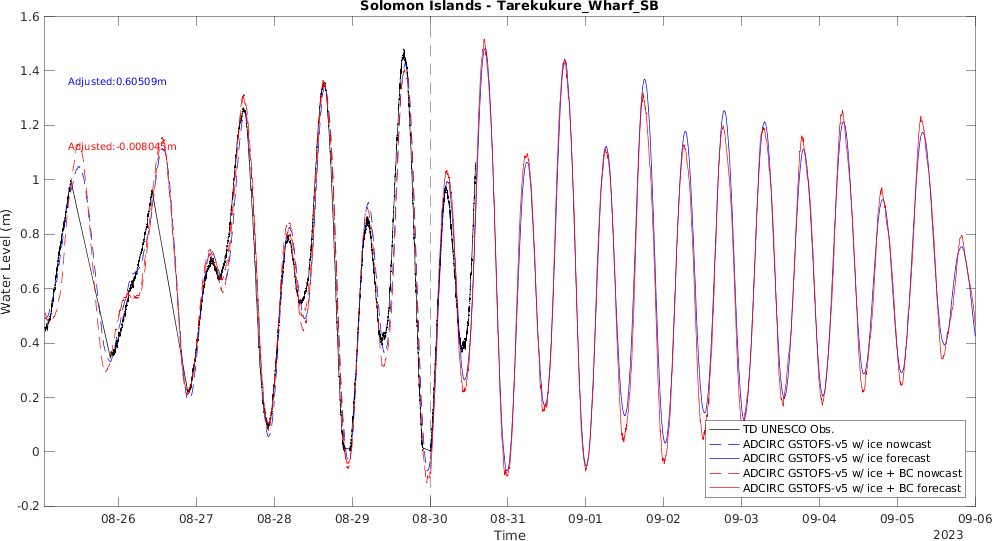 Solomon Islands - Tarekukure_Wharf_SB
Water Level (m)
1.6
1.4
1.2
1
0.8
0.6
0.4
0.2
0
-0.2
Adjusted:0.60509m
Adjusted:-0.008045m
TD UNESCO Obs.
ADCIRC GSTOFS-v5 w/ ice nowcast
ADCIRC GSTOFS-v5 w/ ice forecast
ADCIRC GSTOFS-v5 w/ ice + BC nowcast
ADCIRC GSTOFS-v5 w/ ice + BC forecast
08-26 08-27 08-28 08-29 08-30 08-31 09-01 09-02 09-03 09-04 09-05 09-06
Time
2023